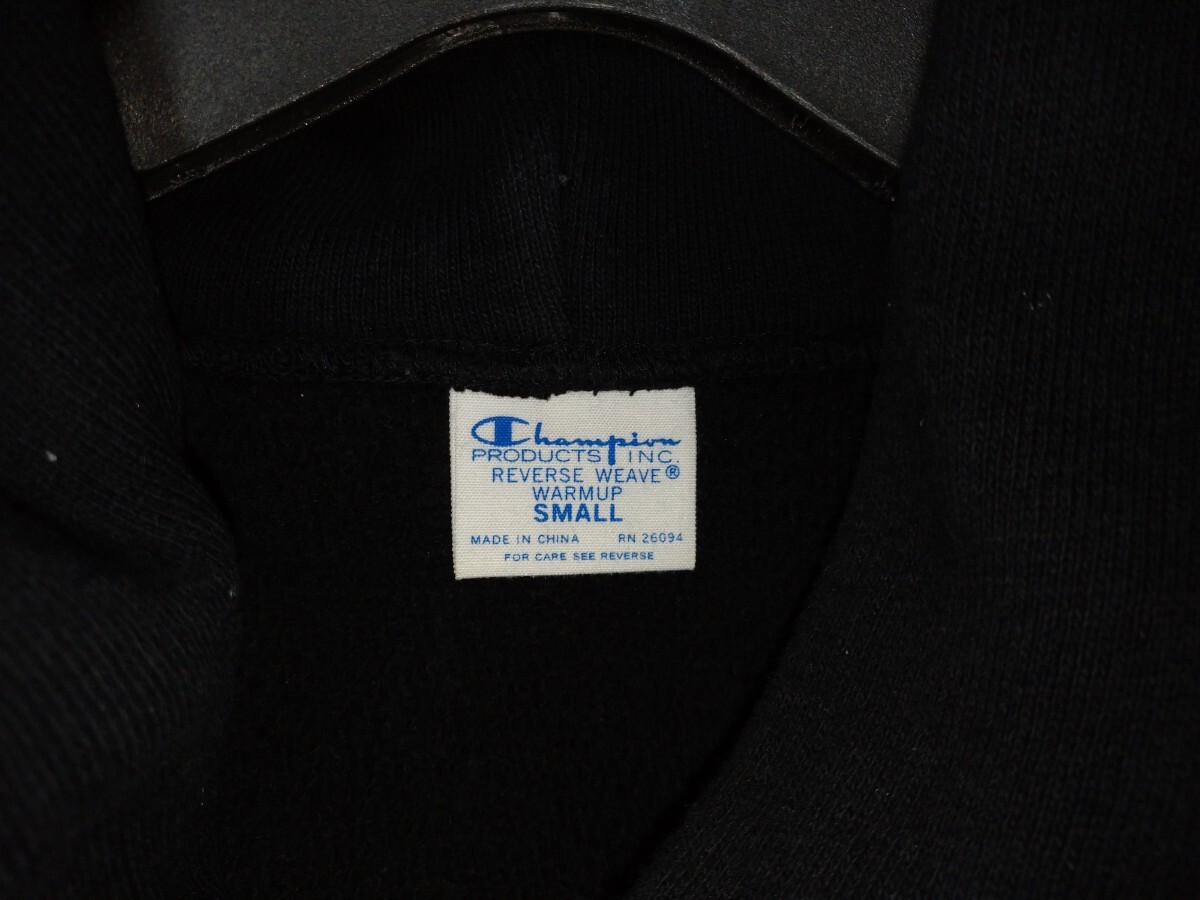 Champion
PRODUCTS INC.
REVERSE WEAVE®
WARMUP
SMALL
MADE IN CHINA RN 26094
FOR CARE SEE REVERSE